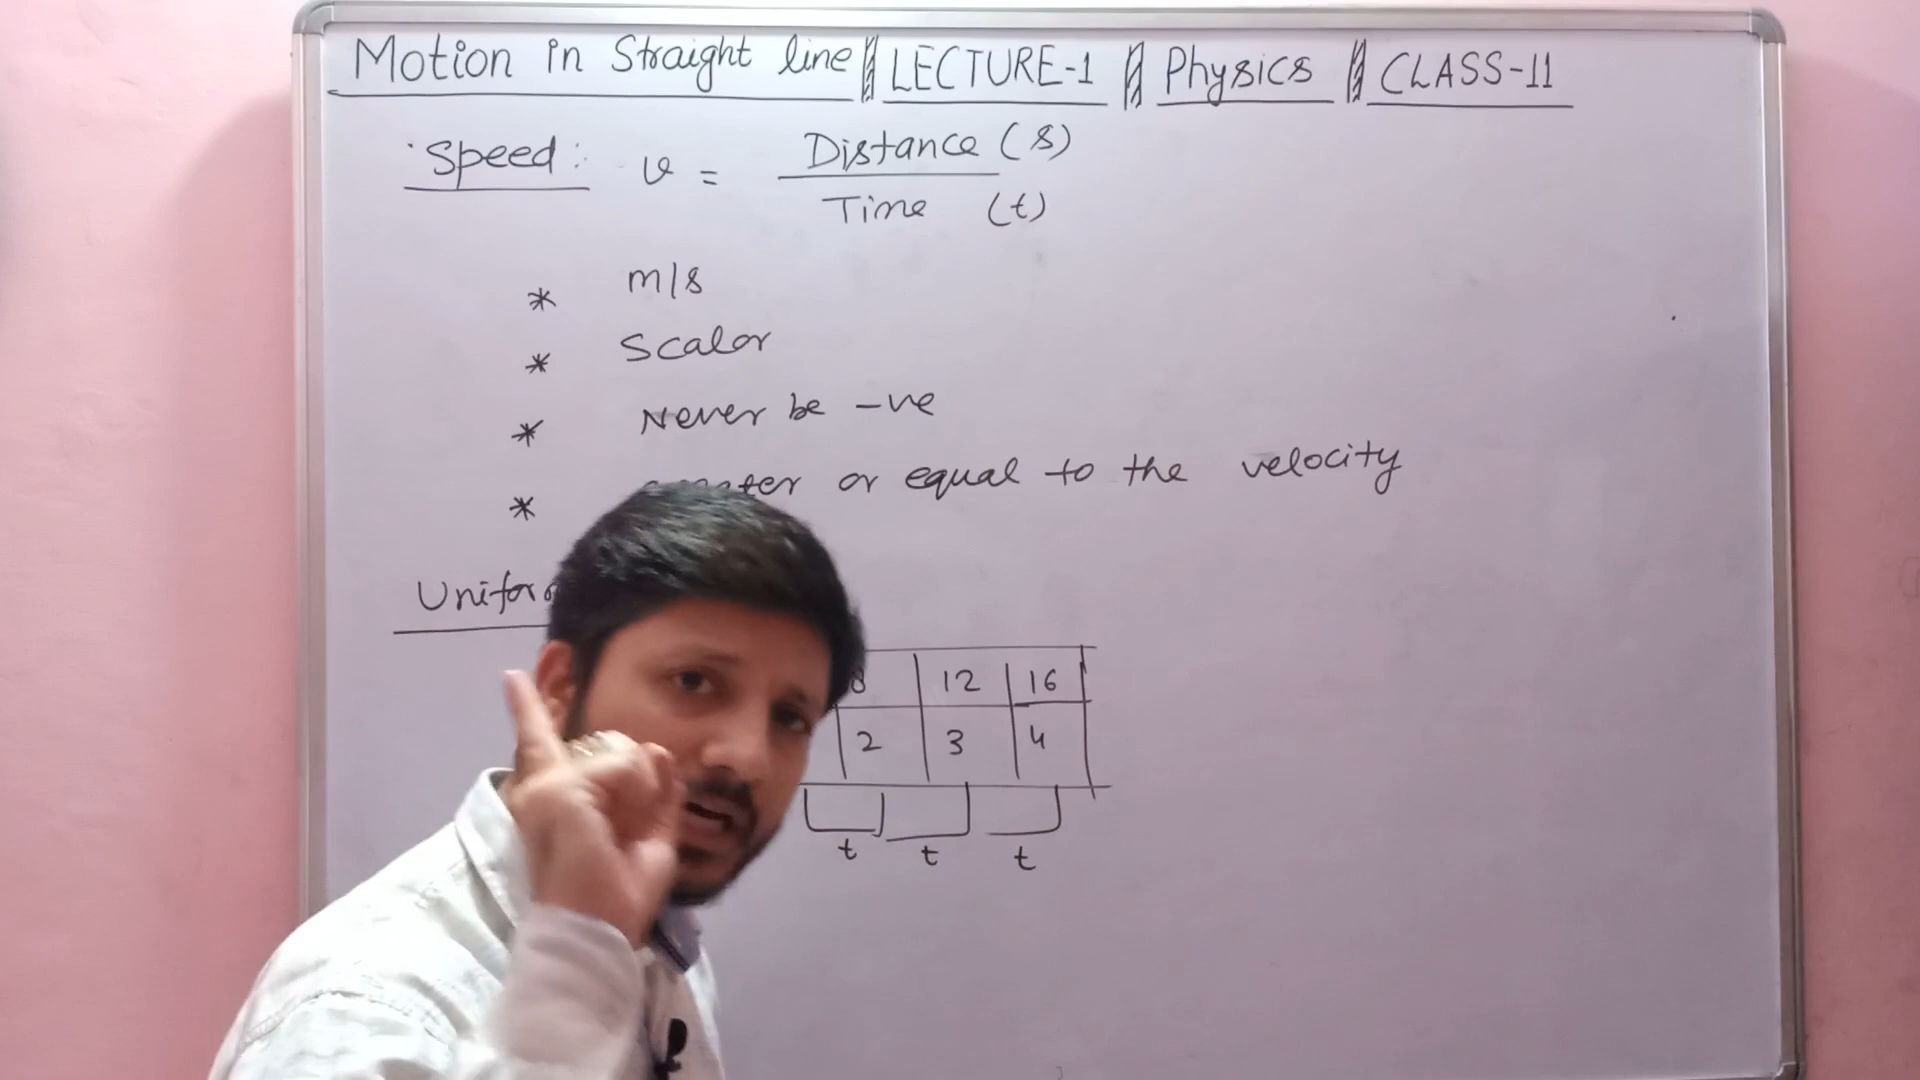 Motion in Straight line || LECTURE-1 || Physics || CLASS-11
Speed: v = Distance (s)
Time (t)
* m/s
* Scalor
* Never be -ve
* or equal to the velocity
8 12 16
2 3 4
t t t